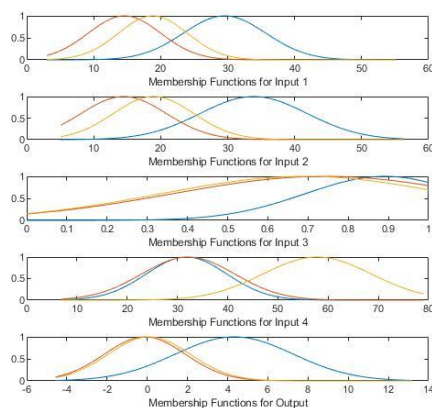 1
0.5
0
0 10 20 30 40 50 60
Membership Functions for Input 1
1
0.5
0
0 10 20 30 40 50 60
Membership Functions for Input 2
1
0.5
0
0 0.1 0.2 0.3 0.4 0.5 0.6 0.7 0.8 0.9 1
Membership Functions for Input 3
1
0.5
0
0 10 20 30 40 50 60 70 80
Membership Functions for Input 4
1
0.5
0
-6 -4 -2 0 2 4 6 8 10 12 14
Membership Functions for Output